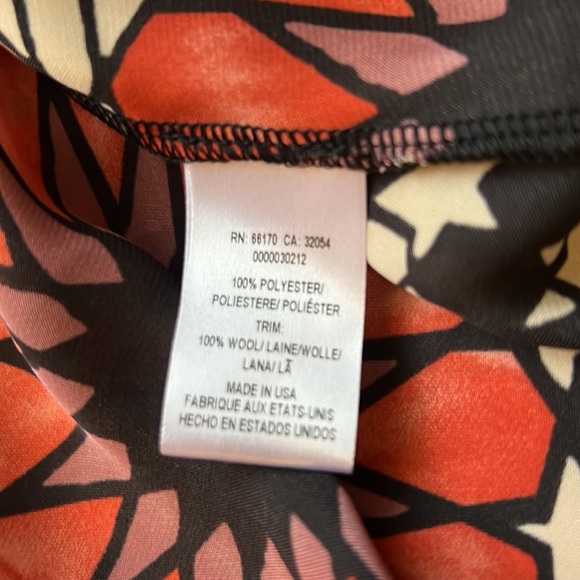 RN: 66170 CA: 32054
0000030212
100% POLYESTER/
POLIESTERE/ POLIÉSTER
TRIM:
100% WOOL/ LAINE/WOLLE/
LANA/ LÃ
MADE IN USA
FABRIQUE AUX ETATS-UNIS
HECHO EN ESTADOS UNIDOS